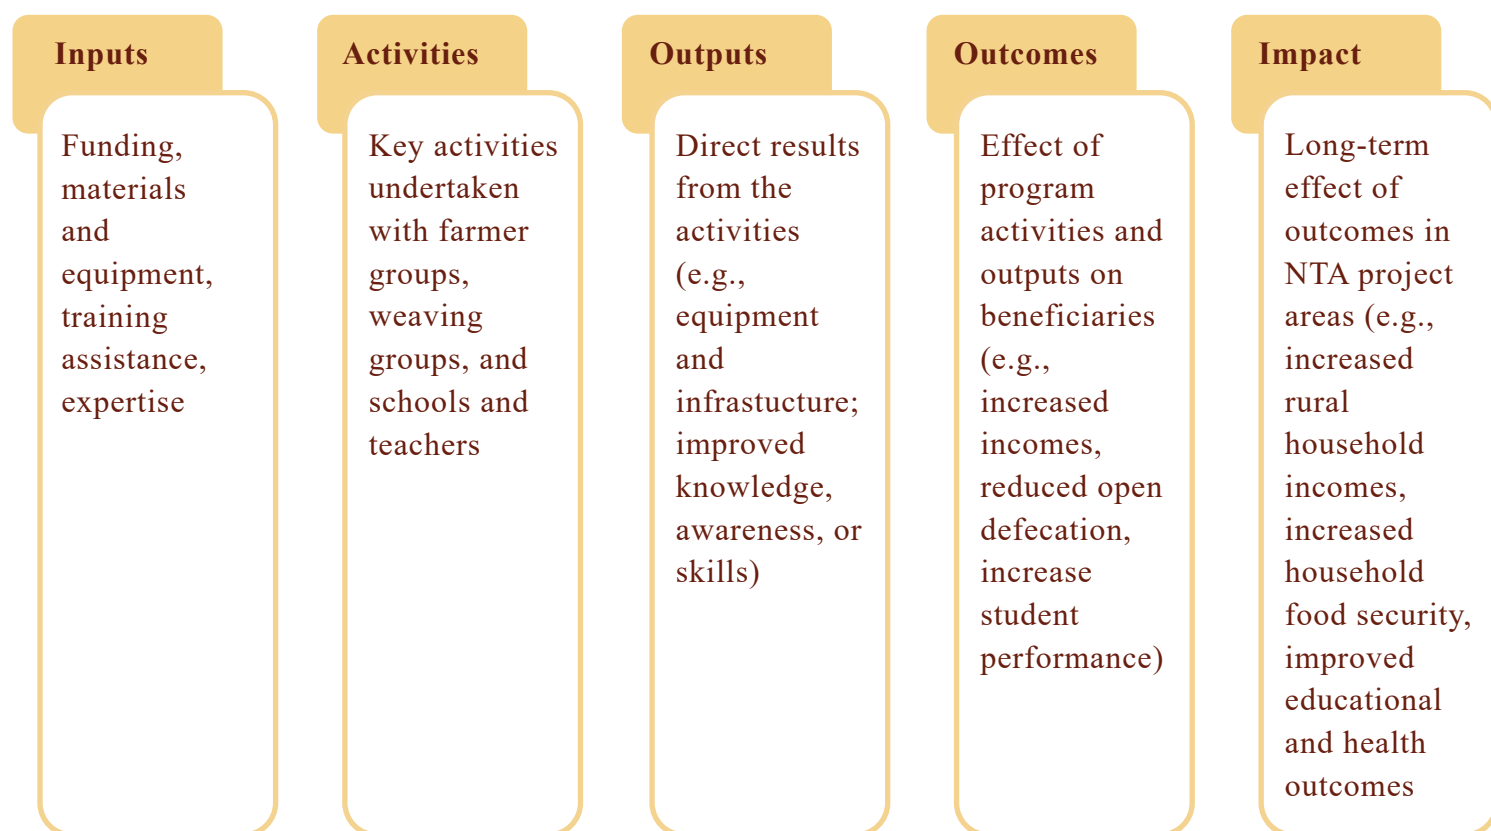 Inputs
Funding,
materials
and
equipment,
training
assistance,
expertise
Activities
Key activities
undertaken
with farmer
groups,
weaving
groups, and
schools and
teachers
Outputs
Direct results
from the
activities
(e.g.,
equipment
and
infrastucture;
improved
knowledge,
awareness, or
skills)
Outcomes
Effect of
program
activities and
outputs on
beneficiaries
(e.g.,
increased
incomes,
reduced open
defecation,
increase
student
performance)
Impact
Long-term
effect of
outcomes in
NTA project
areas (e.g.,
increased
rural
household
incomes,
increased
household
food security,
improved
educational
and health
outcomes